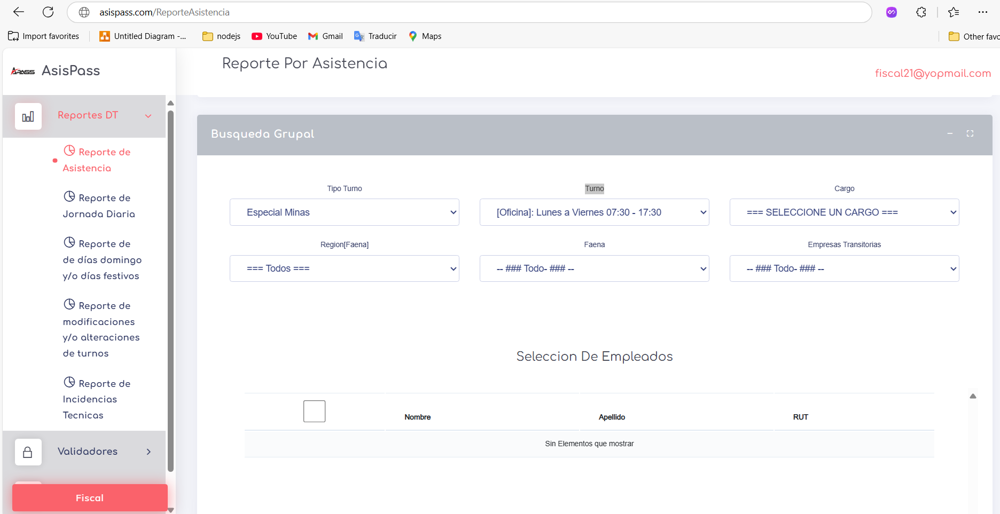 asispass.com/ReporteAsistencia
Import favorites
Untitled Diagram -...
nodejs
YouTube
Gmail
Traducir
Maps
Other favo
APASS
AsisPass
Reporte Por Asistencia
fiscal21@yopmail.com
Reportes DT
Reporte de
Asistencia
Reporte de
Jornada Diaria
Reporte de
de días domingo
y/o días festivos
Reporte de
modificaciones
y/o alteraciones
de turnos
Reporte de
Incidencias
Tecnicas
Validadores
Fiscal
Busqueda Grupal
Tipo Turno
Turno
Cargo
Especial Minas
[Oficina]: Lunes a Viernes 07:30 - 17:30
=== SELECCIONE UN CARGO ===
Region[Faena]
Faena
Empresas Transitorias
=== Todos ===
-- ### Todo- ### --
-- ### Todo- ### --
Seleccion De Empleados
Nombre
Apellido
RUT
Sin Elementos que mostrar